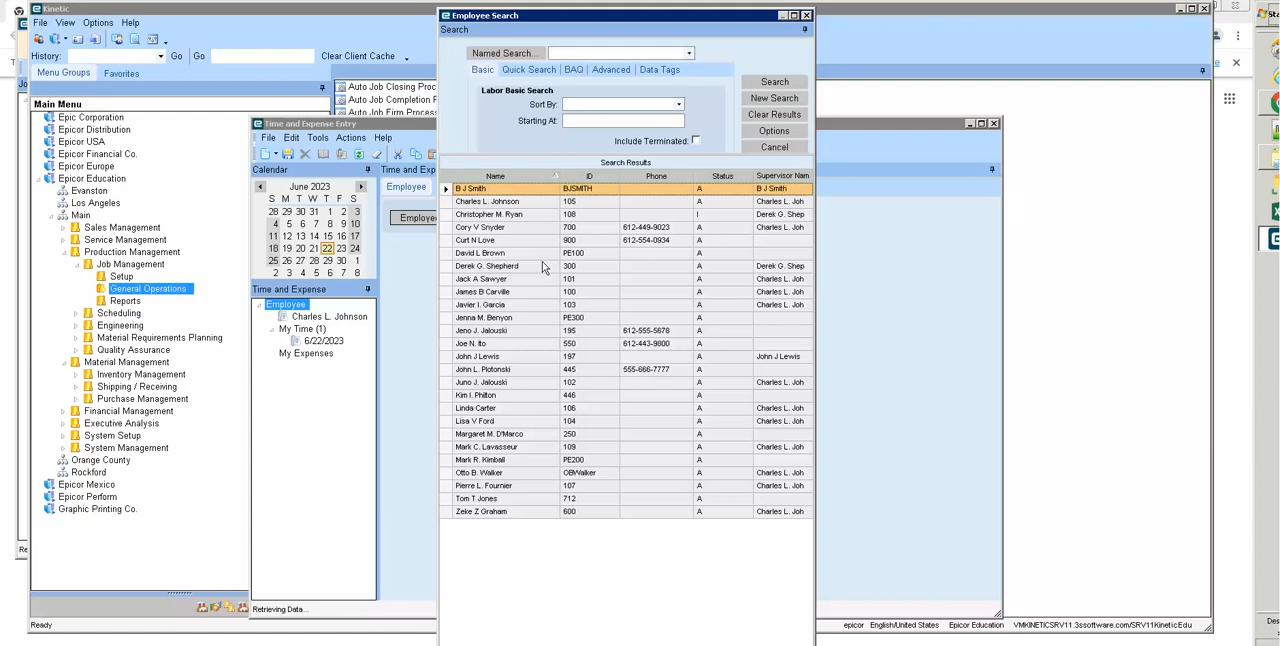 Kinetic
File View Options Help
History: Go Go Clear Client Cache
Menu Groups Favorites
Main Menu
Epic Corporation
Epicor Distribution
Epicor USA
Epicor Financial Co.
Epicor Europe
Epicor Education
Evanston
Los Angeles
Main
Sales Management
Service Management
Production Management
Job Management
Setup
General Operations
Reports
Scheduling
Engineering
Material Requirements Planning
Quality Assurance
Material Management
Inventory Management
Shipping / Receiving
Purchase Management
Financial Management
Executive Analysis
System Setup
System Management
Orange County
Rockford
Epicor Mexico
Epicor Perform
Graphic Printing Co.
Ready
Auto Job Closing Proc
Auto Job Completion F
Auto Job Firm Process
Time and Expense Entry
File Edit Tools Actions Help
Calendar
Time and Exp
Employee
Employe
June 2023
S M T W T F S
28 29 30 31 1 2 3
4 5 6 7 8 9 10
11 12 13 14 15 16 17
18 19 20 21 22 23 24
25 26 27 28 29 30 1
2 3 4 5 6 7 8
Time and Expense
Employee
Charles L. Johnson
My Time (1)
6/22/2023
My Expenses
Retrieving Data...
Employee Search
Search
Named Search...
Basic Quick Search BAQ Advanced Data Tags
Labor Basic Search
Sort By:
Starting At:
Include Terminated:
Search
New Search
Clear Results
Options
Cancel
Search Results
Name ID Phone Status Supervisor Nam
B J Smith BJSMITH A B J Smith
Charles L. Johnson 105 A Charles L. Joh
Christopher M. Ryan 108 I Derek G. Shep
Cory V Snyder 700 612-449-9023 A Charles L. Joh
Curt N Love 900 612-554-0934 A
David L Brown PE100 A
Derek G. Shepherd 300 A Derek G. Shep
Jack A Sawyer 101 A Charles L. Joh
James B Carville 100 A Charles L. Joh
Javier I. Garcia 103 A Charles L. Joh
Jenna M. Benyon PE300 A
Jeno J. Jalouski 195 612-555-5678 A
Joe N. Ito 550 612-443-9800 A
John J Lewis 197 A John J Lewis
John L. Plotonski 445 555-666-7777 A
Juno J. Jalouski 102 A Charles L. Joh
Kim I. Philton 446 A
Linda Carter 106 A Charles L. Joh
Lisa V Ford 104 A Charles L. Joh
Margaret M. D'Marco 250 A
Mark C. Lavasseur 109 A Charles L. Joh
Mark R. Kimball PE200 A
Otto B. Walker OBWalker A Charles L. Joh
Pierre L. Fournier 107 A Charles L. Joh
Tom T Jones 712 A
Zeke Z Graham 600 A Charles L. Joh
epicor English/United States Epicor Education VMKINETICSRV11.3ssoftware.com/SRV11KineticEdu
Sta
Des